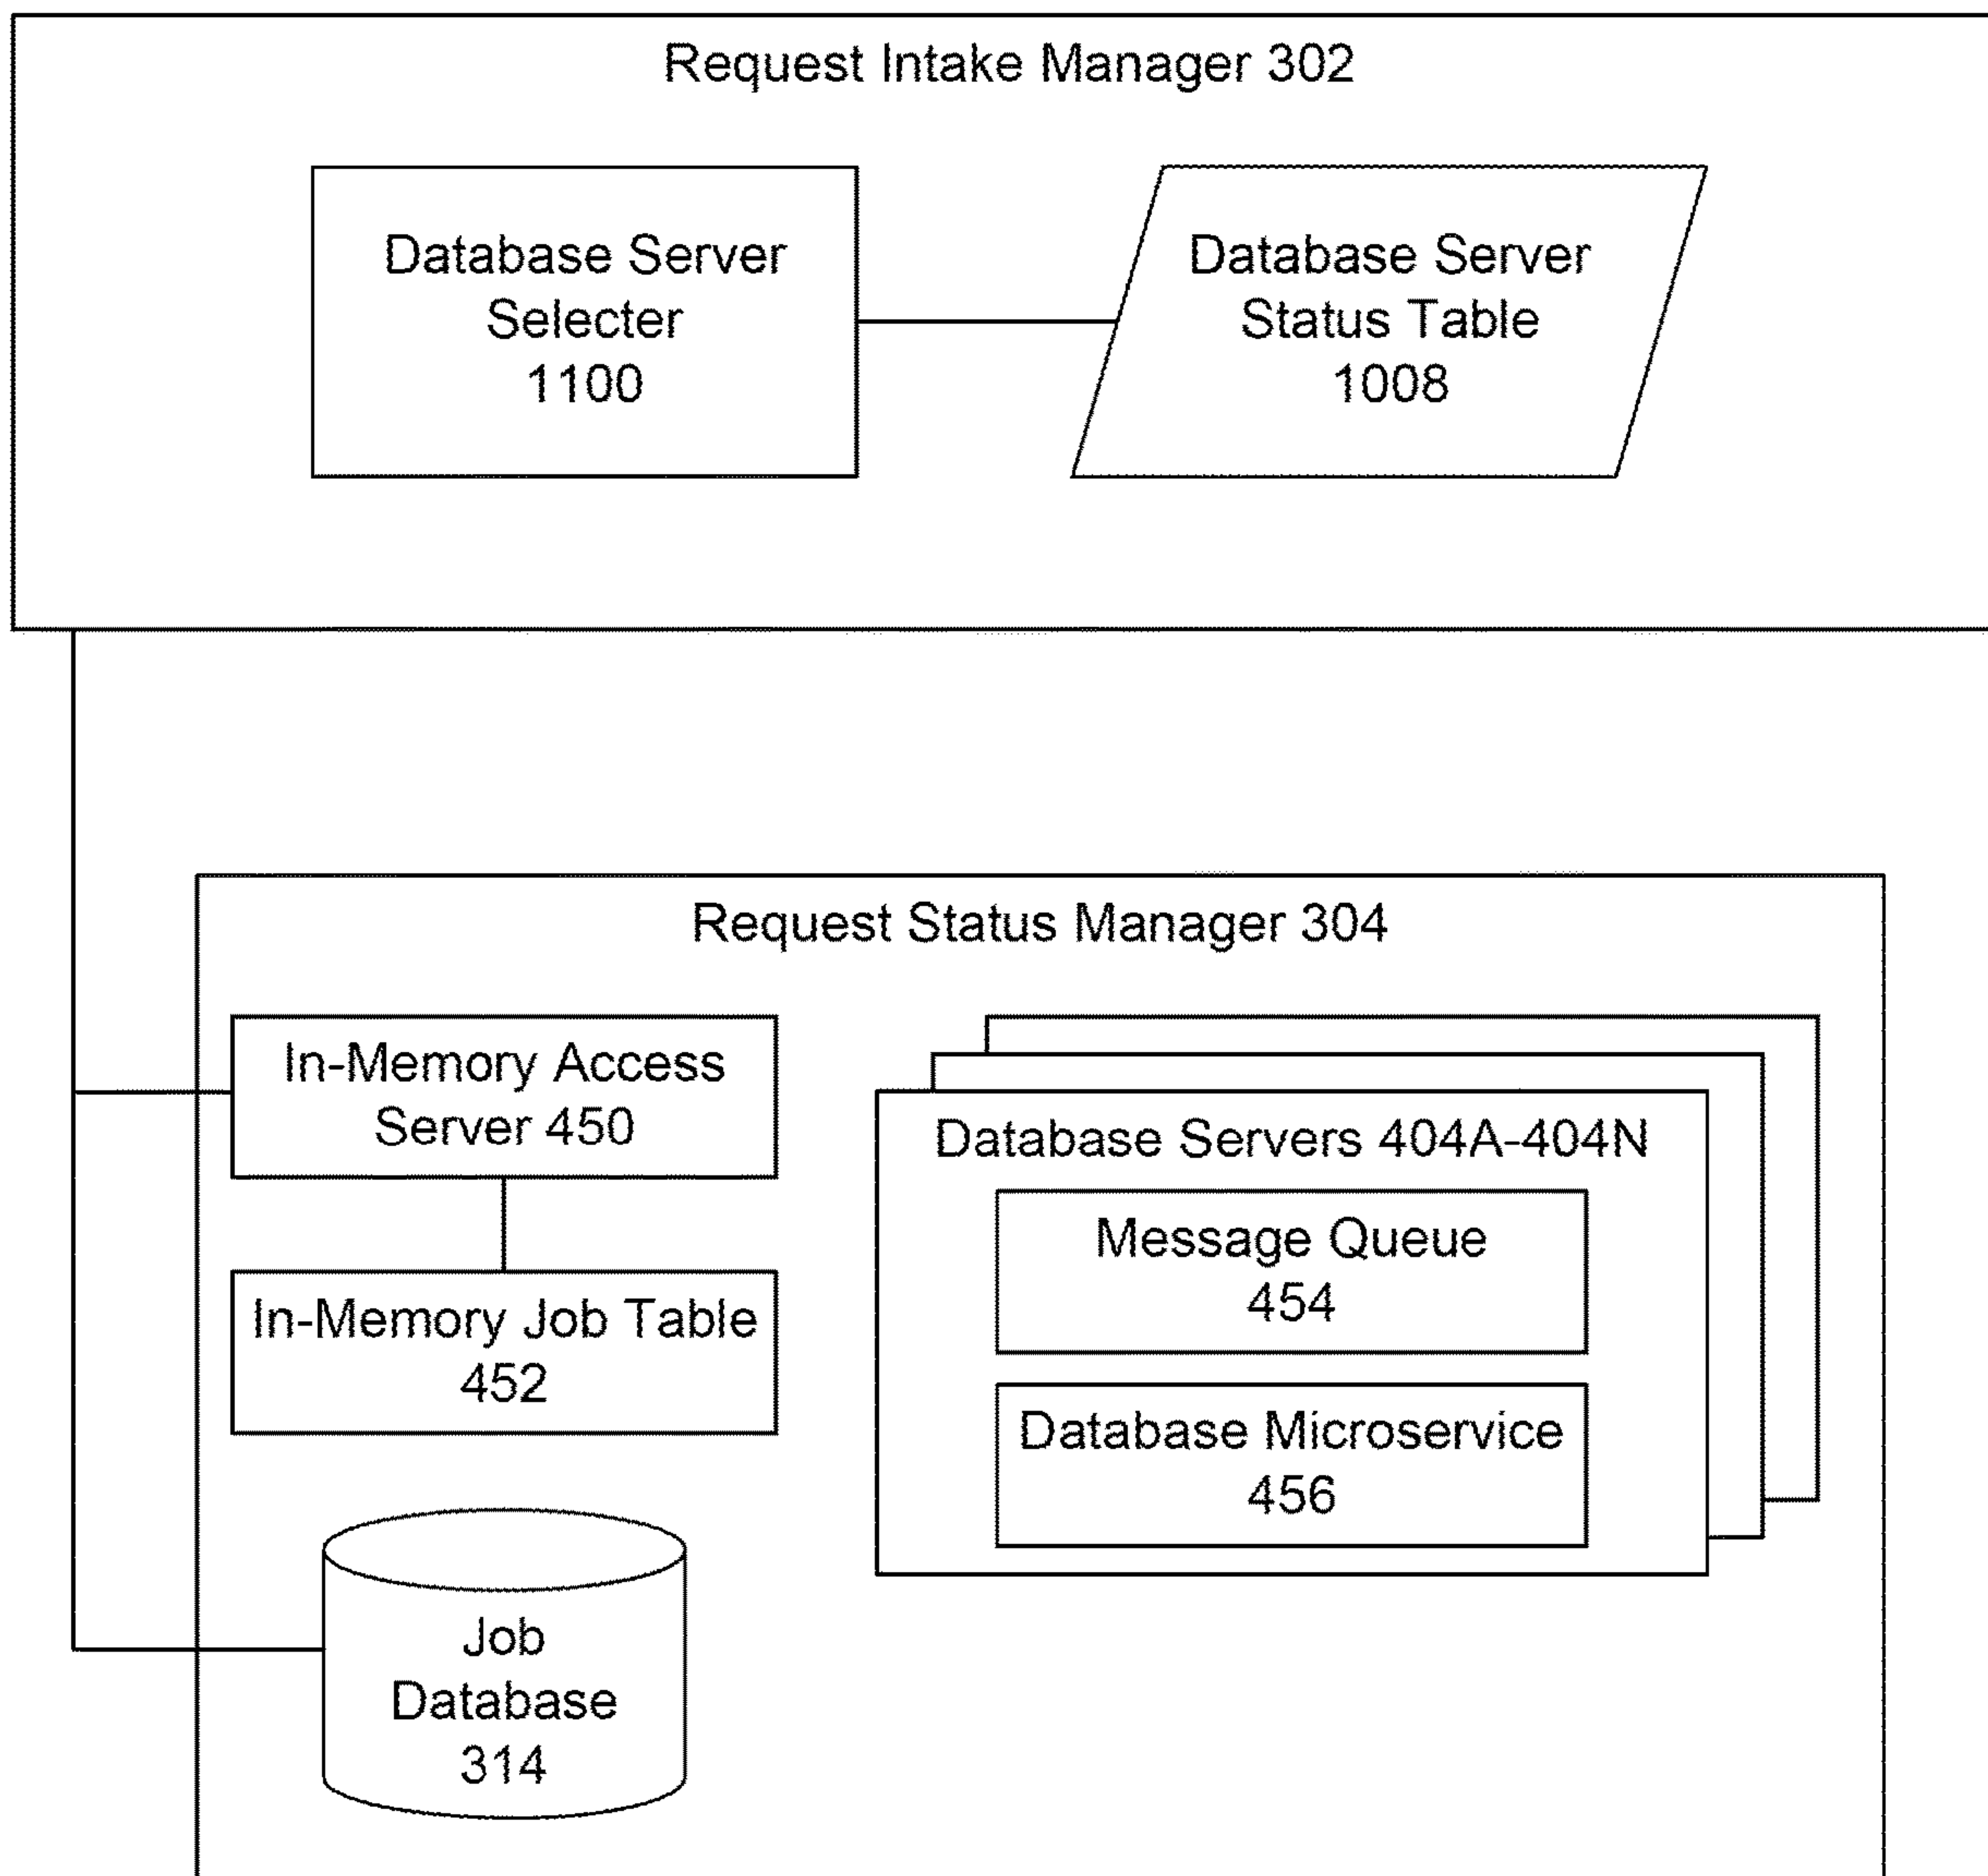 Request Intake Manager 302
Database Server
Selecter
1100
Database Server
Status Table
1008
Request Status Manager 304
In-Memory Access
Server 450
In-Memory Job Table
452
Job
Database
314
Database Servers 404A-404N
Message Queue
454
Database Microservice
456